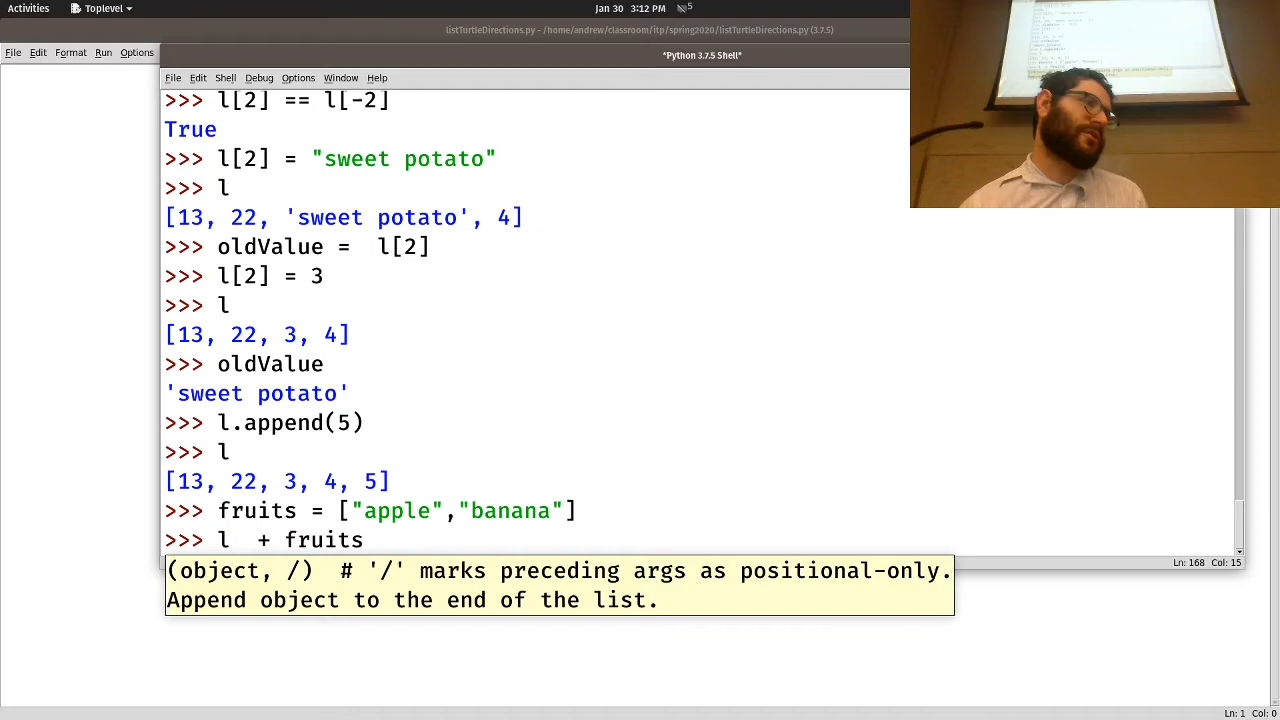 Activities Toplevel Jan 30 3:12 PM 5
listTurtleDirections.py - /home/andrew/
/itp/spring2020/listTurtleDirections.py (3.7.5)
File Edit Format Run Options
*Python 3.7.5 Shell*
File Edit Shell Debug Options Window Help
>>> l[2] == l[-2]
True
>>> l[2] = "sweet potato"
>>> l
[13, 22, 'sweet potato', 4]
>>> oldValue =  l[2]
>>> l[2] = 3
>>> l
[13, 22, 3, 4]
>>> oldValue
'sweet potato'
>>> l.append(5)
>>> l
[13, 22, 3, 4, 5]
>>> fruits = ["apple","banana"]
>>> l  + fruits
Ln: 168 Col: 15
(object, /)  # '/' marks preceding args as positional-only.
Append object to the end of the list.
Ln: 1 Col: 0